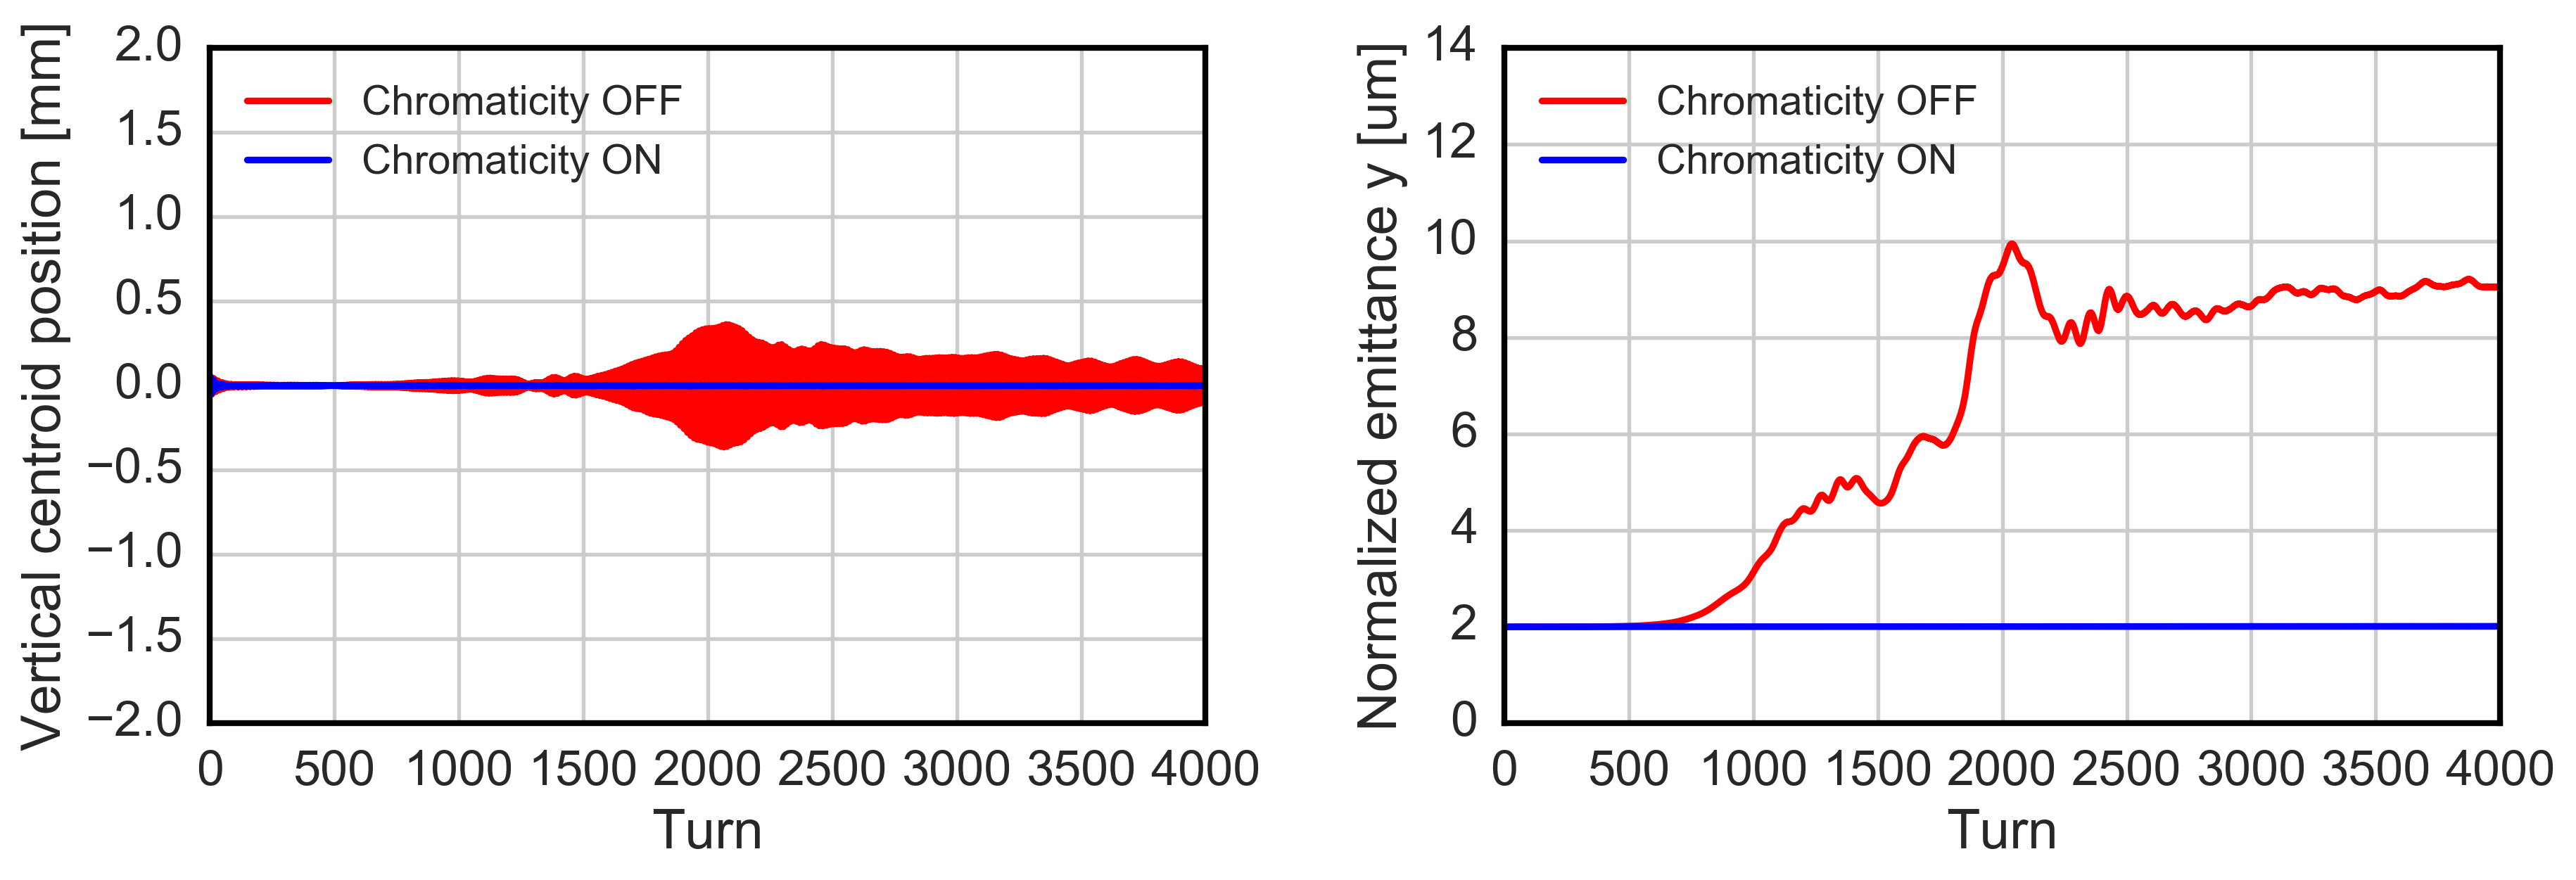 Vertical centroid position [mm]
2.0
1.5
1.0
0.5
0.0
−0.5
−1.0
−1.5
−2.0
Chromaticity OFF
Chromaticity ON
0 500 1000 1500 2000 2500 3000 3500 4000
Turn
Normalized emittance y [um]
14
12
10
8
6
4
2
0
Chromaticity OFF
Chromaticity ON
0 500 1000 1500 2000 2500 3000 3500 4000
Turn